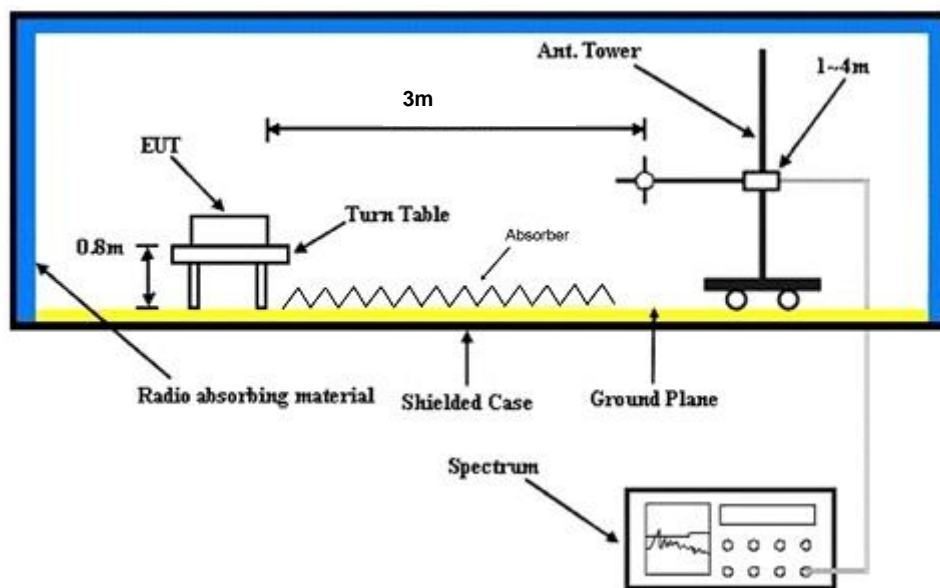 Ant. Tower
1~4m
3m
EUT
Turn Table
0.8m
Absorber
Radio absorbing material
Shielded Case
Ground Plane
Spectrum